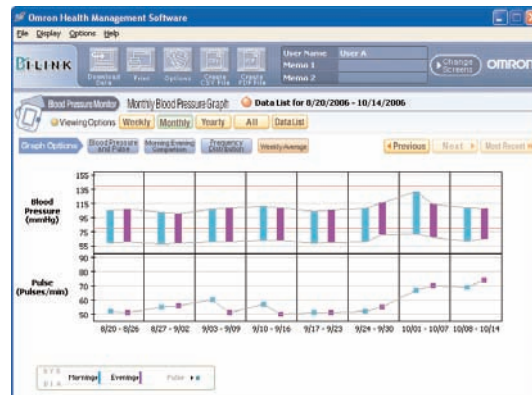 Omron Health Management Software
File Display Options Help
Bi-LINK
Download Data
Print
Options
Create CSV File
Create PDF File
User Name User A
Memo 1
Memo 2
Change Screens
OMRON
Blood Pressure Monitor Monthly Blood Pressure Graph Data List for 8/20/2006 - 10/14/2006
Viewing Options Weekly Monthly Yearly All Data List
Graph Options
Blood Pressure and Pulse
Morning Evening Comparison
Frequency Distribution
Weekly Average
Previous Next Most Recent
Blood Pressure (mmHg)
155
135
115
95
75
55
Pulse (Pulses/min)
90
80
70
60
50
8/20 - 8/26 8/27 - 9/02 9/03 - 9/09 9/10 - 9/16 9/17 - 9/23 9/24 - 9/30 10/01 - 10/07 10/08 - 10/14
SYS
DIA
Mornings Evenings Pulse